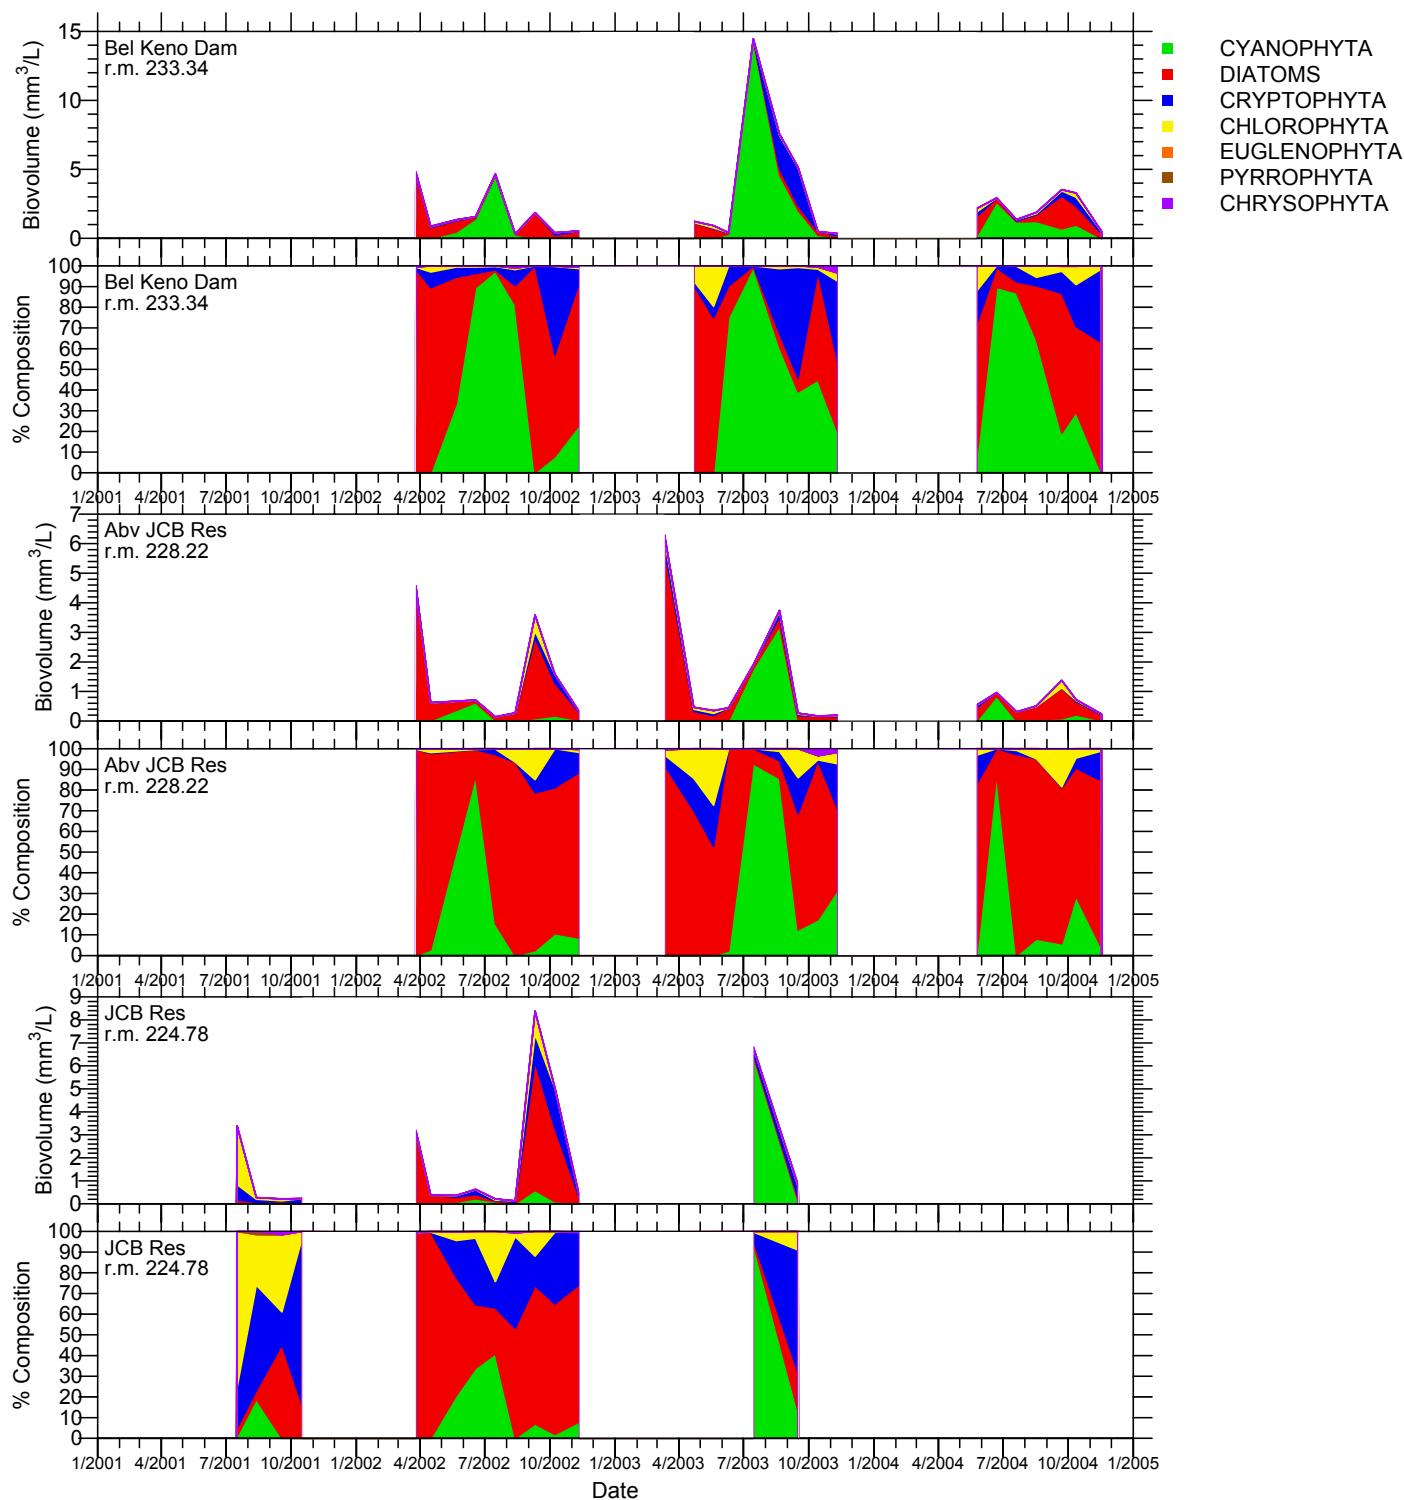 15
10
5
0
Biovolume (mm³/L)
Bel Keno Dam
r.m. 233.34
CYANOPHYTA
DIATOMS
CRYPTOPHYTA
CHLOROPHYTA
EUGLENOPHYTA
PYRROPHYTA
CHRYSOPHYTA
100
90
80
70
60
50
40
30
20
10
0
% Composition
Bel Keno Dam
r.m. 233.34
1/2001 4/2001 7/2001 10/2001 1/2002 4/2002 7/2002 10/2002 1/2003 4/2003 7/2003 10/2003 1/2004 4/2004 7/2004 10/2004 1/2005
7
6
5
4
3
2
1
0
Biovolume (mm³/L)
Abv JCB Res
r.m. 228.22
100
90
80
70
60
50
40
30
20
10
0
% Composition
Abv JCB Res
r.m. 228.22
1/2001 4/2001 7/2001 10/2001 1/2002 4/2002 7/2002 10/2002 1/2003 4/2003 7/2003 10/2003 1/2004 4/2004 7/2004 10/2004 1/2005
9
8
7
6
5
4
3
2
1
0
Biovolume (mm³/L)
JCB Res
r.m. 224.78
100
90
80
70
60
50
40
30
20
10
0
% Composition
JCB Res
r.m. 224.78
1/2001 4/2001 7/2001 10/2001 1/2002 4/2002 7/2002 10/2002 1/2003 4/2003 7/2003 10/2003 1/2004 4/2004 7/2004 10/2004 1/2005
Date